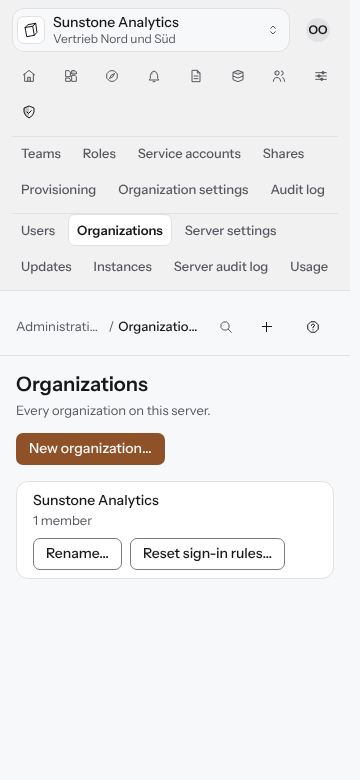 Sunstone Analytics
Vertrieb Nord und Süd
OO
Teams Roles Service accounts Shares
Provisioning Organization settings Audit log
Users Organizations Server settings
Updates Instances Server audit log Usage
Administrati... / Organizatio...
Organizations
Every organization on this server.
New organization...
Sunstone Analytics
1 member
Rename... Reset sign-in rules...